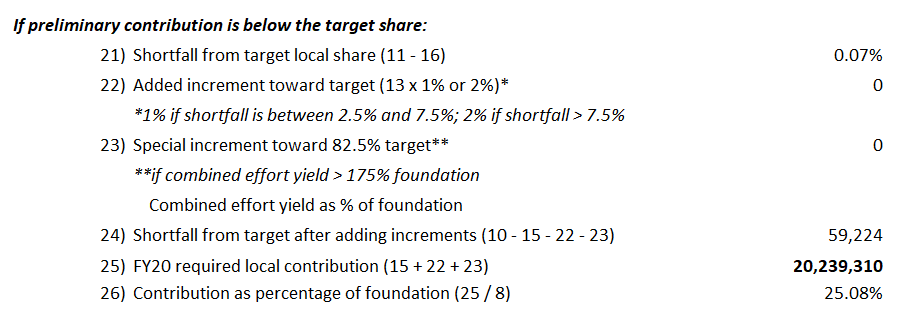 If preliminary contribution is below the target share:
21) Shortfall from target local share (11 - 16) 0.07%
22) Added increment toward target (13 x 1% or 2%)* 0
*1% if shortfall is between 2.5% and 7.5%; 2% if shortfall > 7.5%
23) Special increment toward 82.5% target** 0
**if combined effort yield > 175% foundation
Combined effort yield as % of foundation
24) Shortfall from target after adding increments (10 - 15 - 22 - 23) 59,224
25) FY20 required local contribution (15 + 22 + 23) 20,239,310
26) Contribution as percentage of foundation (25 / 8) 25.08%